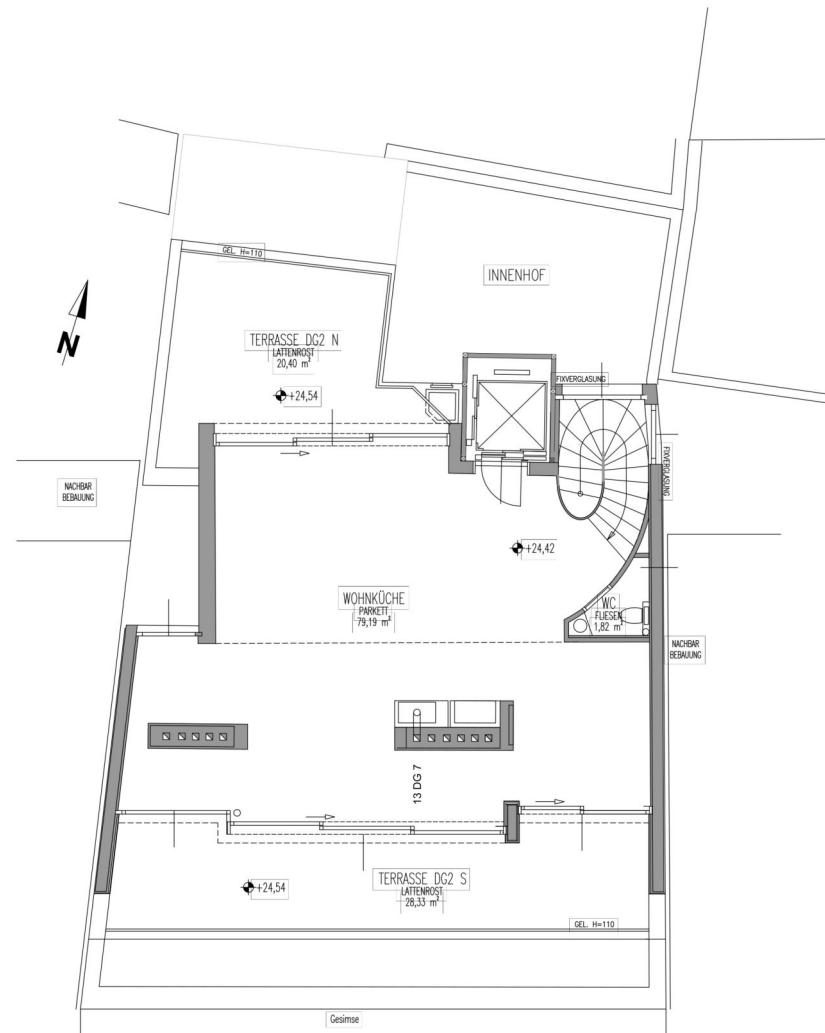 GEL. H=110
INNENHOF
N
TERRASSE DG2 N
LATTENROST
20,40 m²
+24,54
FIXVERGLASUNG
FIXVERGLASUNG
NACHBAR
BEBAUUNG
+24,42
WOHNKÜCHE
PARKETT
79,19 m²
WC
FLIESEN
1,82 m²
NACHBAR
BEBAUUNG
13 DG 7
TERRASSE DG2 S
LATTENROST
28,33 m²
+24,54
GEL. H=110
Gesimse